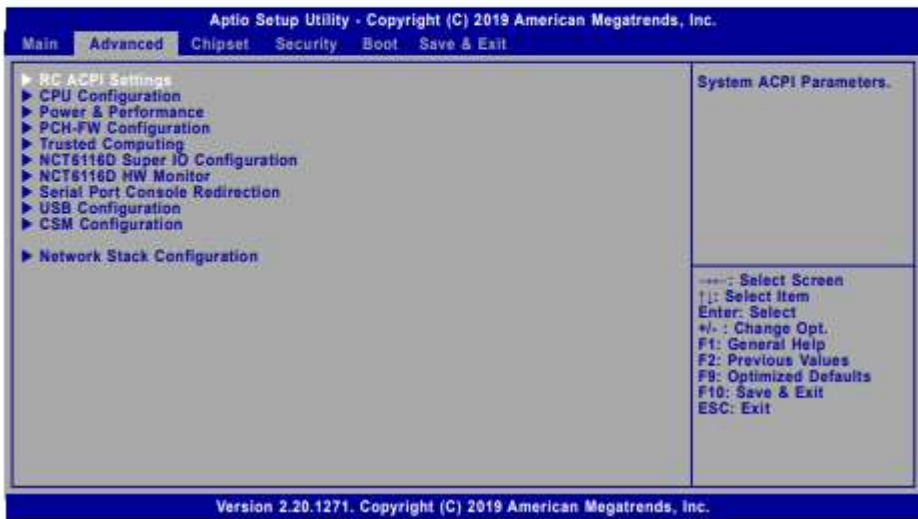 Aptio Setup Utility - Copyright (C) 2019 American Megatrends, Inc.
Main Advanced Chipset Security Boot Save & Exit
▶ RC ACPI Settings
▶ CPU Configuration
▶ Power & Performance
▶ PCH-FW Configuration
▶ Trusted Computing
▶ NCT6116D Super IO Configuration
▶ NCT6116D HW Monitor
▶ Serial Port Console Redirection
▶ USB Configuration
▶ CSM Configuration
▶ Network Stack Configuration
System ACPI Parameters.
→←: Select Screen
↑↓: Select Item
Enter: Select
+/- : Change Opt.
F1: General Help
F2: Previous Values
F9: Optimized Defaults
F10: Save & Exit
ESC: Exit
Version 2.20.1271. Copyright (C) 2019 American Megatrends, Inc.